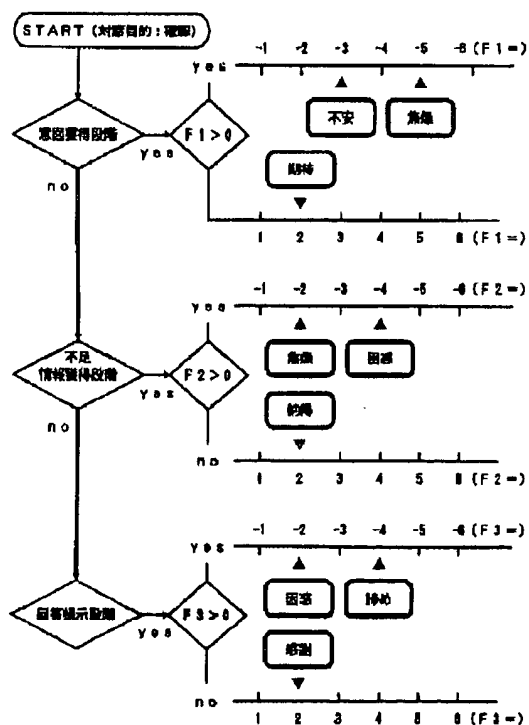 START (対応目的:確認)
yes
-1 -2 -3 -4 -5 -6 (F1=)
不安
焦燥
意図獲得段階
yes
F1>0
期待
no
1 2 3 4 5 6 (F1=)
-1 -2 -3 -4 -5 -6 (F2=)
yes
焦燥
困惑
不足
情報獲得段階
yes
F2>0
納得
no
no
1 2 3 4 5 6 (F2=)
-1 -2 -3 -4 -5 -6 (F3=)
yes
困惑
諦め
回答提示段階
yes
F3>0
感謝
no
1 2 3 4 5 6 (F3=)